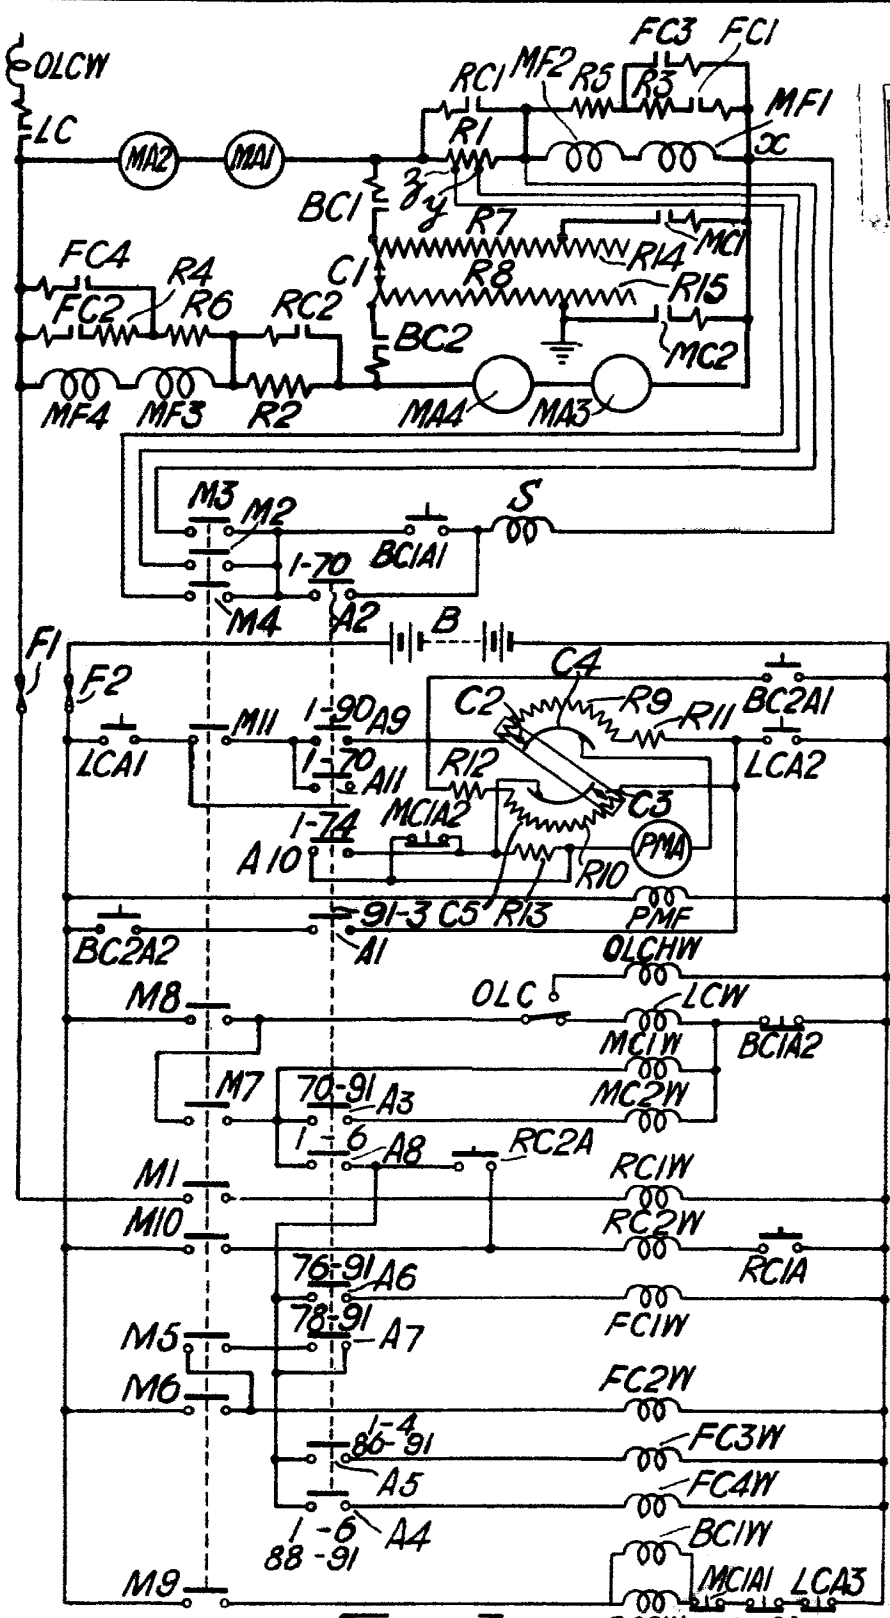 FC3 FC1
OLCW RC1 MF2 R5 R3
LC R1 MF1
MA2 MA1 x
BC1 z y
R7 MC1
FC4 C1 R14
R4 R8 R15
FC2 R6 RC2
BC2 MC2
MF4 MF3 R2 MA4 MA3
M3 M2 S
BC1A1
1-70
M4 A2 B
F1 F2 C4
C2 R9 BC2A1
M11 1-90 A9 R11
LCA1 1-70 A11 R12 LCA2
MC1A2 C3
1-74
A10 PMA
R10
91-3 C5 R13 PMF
BC2A2 A1 OLCHW
M8 OLC LCW
MC1W BC1A2
M7 70-91 A3 MC2W
1-6 A8 RC2A
M1 RC1W
M10 RC2W
76-91 A6 RC1A
78-91 FC1W
M5 A7
M6 FC2W
1-4
86-91 FC3W
A5 FC4W
1-6 A4
88-91 BC1W
M9 MC1A1 LCA3